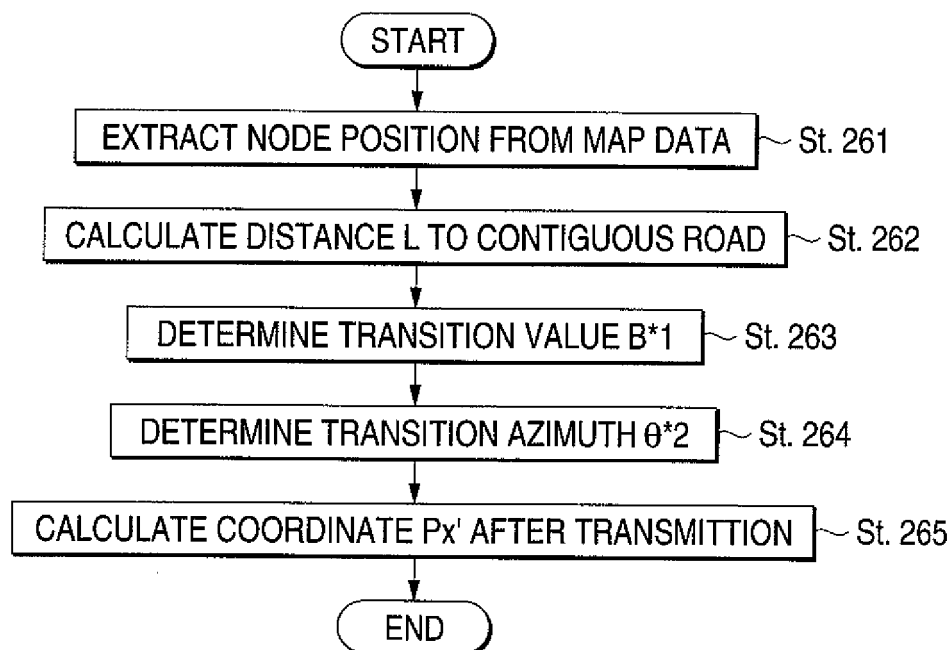 START
EXTRACT NODE POSITION FROM MAP DATA
St. 261
CALCULATE DISTANCE L TO CONTIGUOUS ROAD
St. 262
DETERMINE TRANSITION VALUE B*1
St. 263
DETERMINE TRANSITION AZIMUTH θ*2
St. 264
CALCULATE COORDINATE Px' AFTER TRANSMITTION
St. 265
END